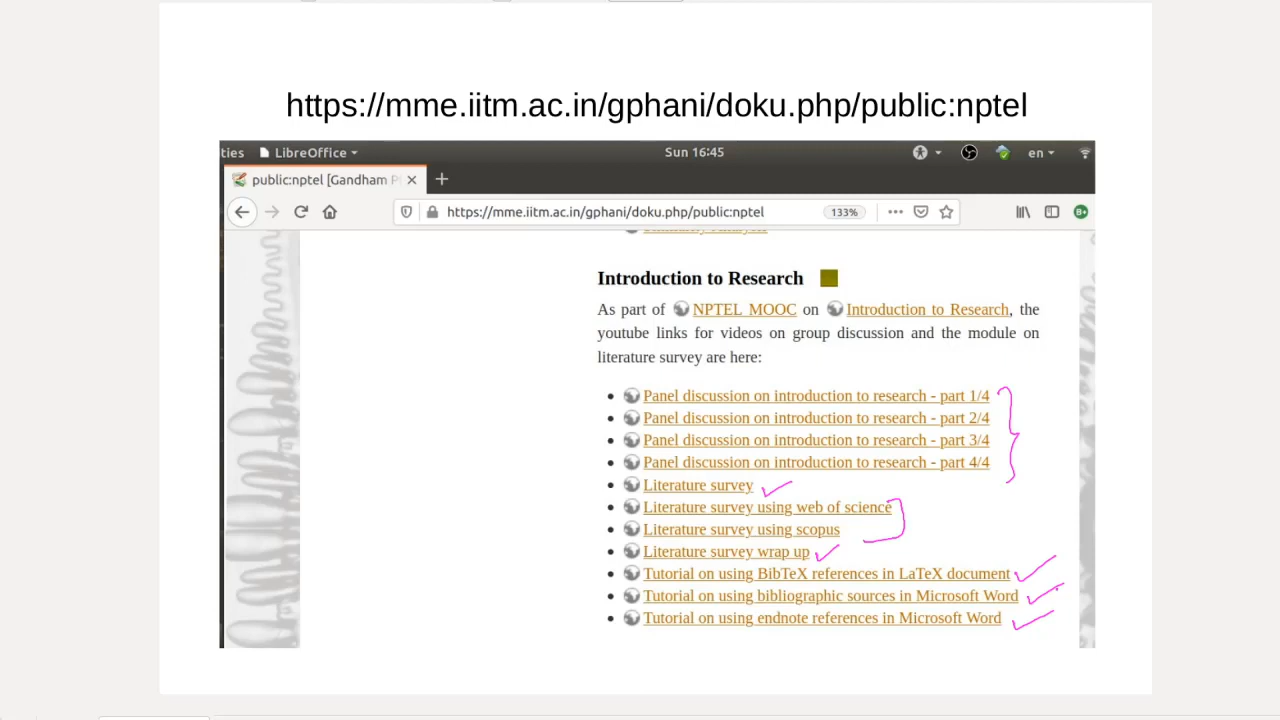 https://mme.iitm.ac.in/gphani/doku.php/public:nptel
ties LibreOffice Sun 16:45 en
public:nptel [Gandham P
https://mme.iitm.ac.in/gphani/doku.php/public:nptel 133%
Introduction to Research
As part of NPTEL MOOC on Introduction to Research, the
youtube links for videos on group discussion and the module on
literature survey are here:
• Panel discussion on introduction to research - part 1/4
• Panel discussion on introduction to research - part 2/4
• Panel discussion on introduction to research - part 3/4
• Panel discussion on introduction to research - part 4/4
• Literature survey
• Literature survey using web of science
• Literature survey using scopus
• Literature survey wrap up
• Tutorial on using BibTeX references in LaTeX document
• Tutorial on using bibliographic sources in Microsoft Word
• Tutorial on using endnote references in Microsoft Word